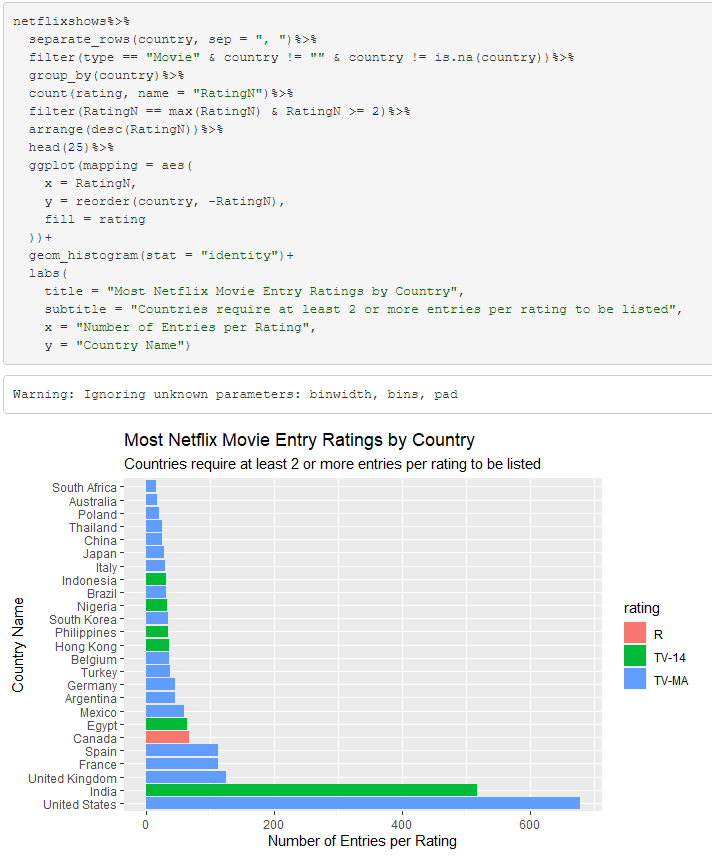 netflixshows%>%
  separate_rows(country, sep = ", ")%>%
  filter(type == "Movie" & country != "" & country != is.na(country))%>%
  group_by(country)%>%
  count(rating, name = "RatingN")%>%
  filter(RatingN == max(RatingN) & RatingN >= 2)%>%
  arrange(desc(RatingN))%>%
  head(25)%>%
  ggplot(mapping = aes(
    x = RatingN,
    y = reorder(country, -RatingN),
    fill = rating
  ))+
  geom_histogram(stat = "identity")+
  labs(
    title = "Most Netflix Movie Entry Ratings by Country",
    subtitle = "Countries require at least 2 or more entries per rating to be listed",
    x = "Number of Entries per Rating",
    y = "Country Name")
Warning: Ignoring unknown parameters: binwidth, bins, pad
Most Netflix Movie Entry Ratings by Country
Countries require at least 2 or more entries per rating to be listed
Country Name
South Africa
Australia
Poland
Thailand
China
Japan
Italy
Indonesia
Brazil
Nigeria
South Korea
Philippines
Hong Kong
Belgium
Turkey
Germany
Argentina
Mexico
Egypt
Canada
Spain
France
United Kingdom
India
United States
0 200 400 600
Number of Entries per Rating
rating
R
TV-14
TV-MA